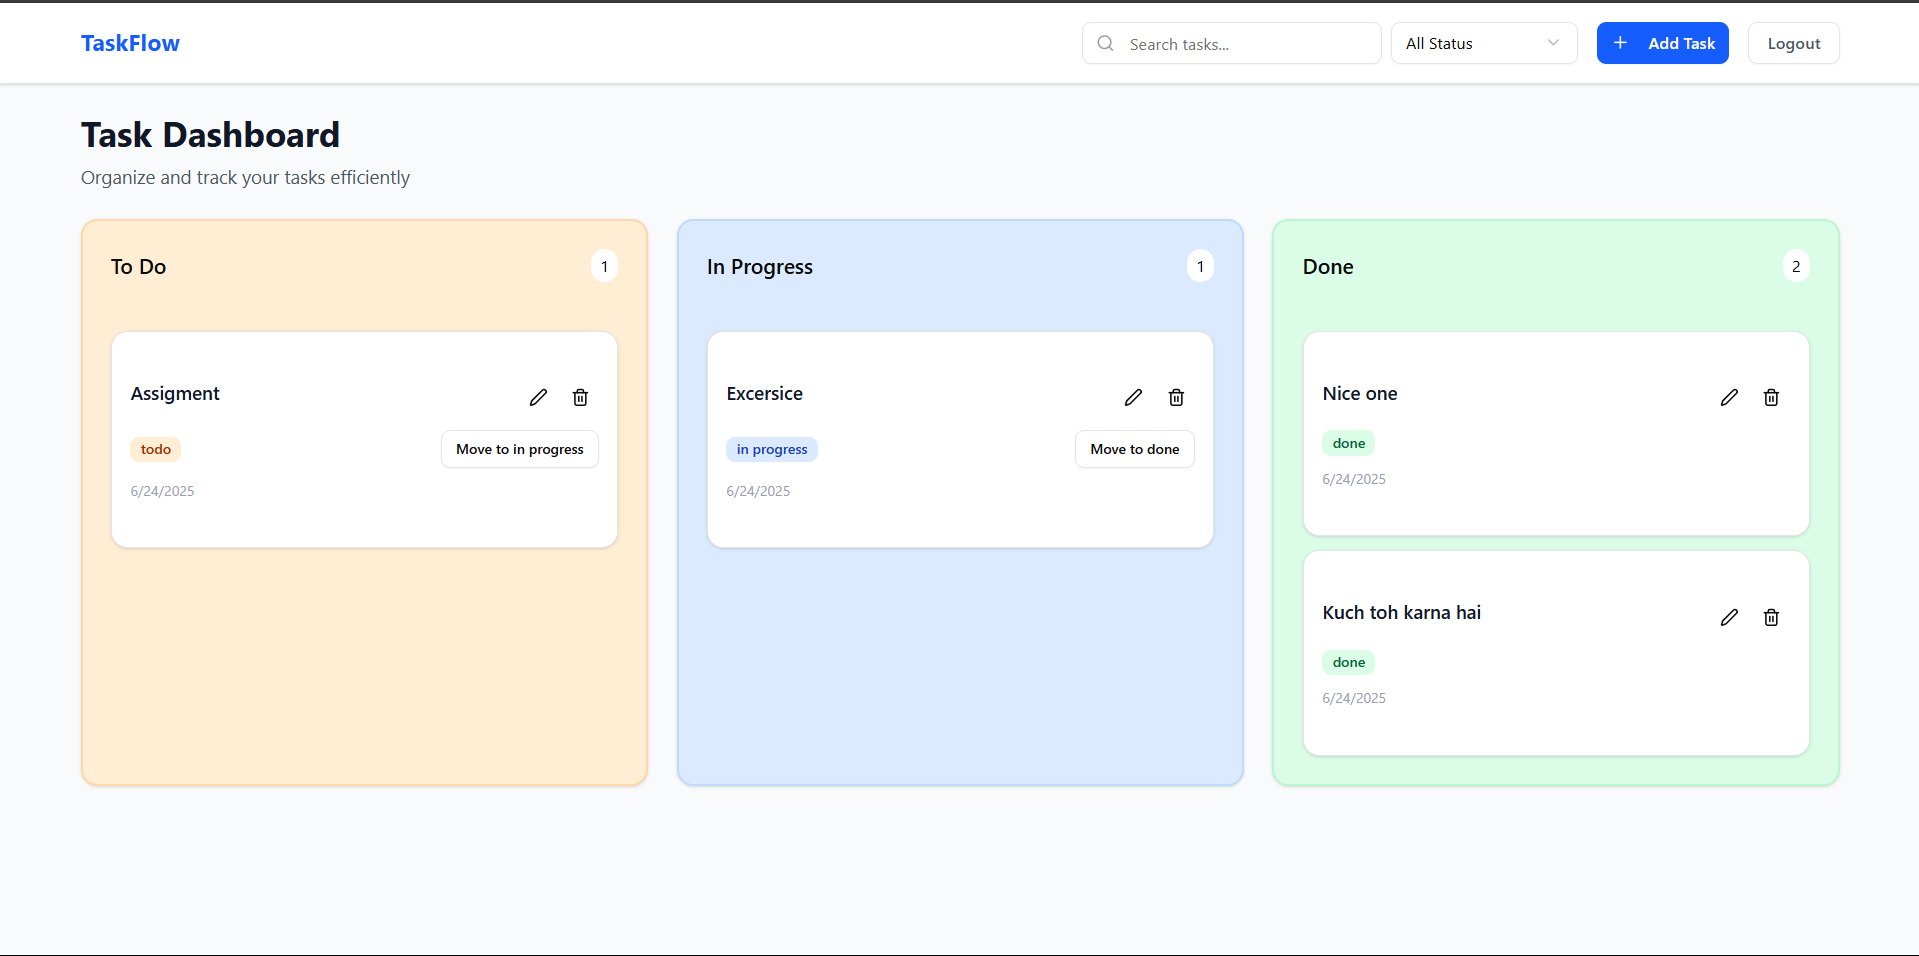 TaskFlow
Search tasks...
All Status
Add Task
Logout
Task Dashboard
Organize and track your tasks efficiently
To Do
1
Assigment
todo
Move to in progress
6/24/2025
In Progress
1
Excersice
in progress
Move to done
6/24/2025
Done
2
Nice one
done
6/24/2025
Kuch toh karna hai
done
6/24/2025